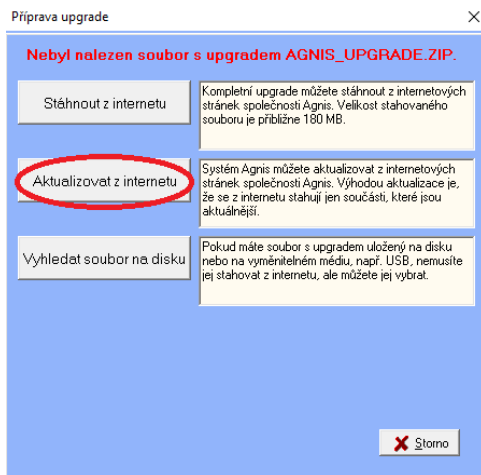 Příprava upgrade
Nebyl nalezen soubor s upgradem AGNIS_UPGRADE.ZIP.
Stáhnout z internetu
Kompletní upgrade můžete stáhnout z internetových
stránek společnosti Agnis. Velikost stahovaného
souboru je přibližne 180 MB.
Aktualizovat z internetu
Systém Agnis můžete aktualizovat z internetových
stránek společnosti Agnis. Výhodou aktualizace je,
že se z internetu stahují jen součásti, které jsou
aktuálnější.
Vyhledat soubor na disku
Pokud máte soubor s upgradem uložený na disku
nebo na vyměnitelném médiu, např. USB, nemusíte
jej stahovat z internetu, ale můžete jej vybrat.
Storno